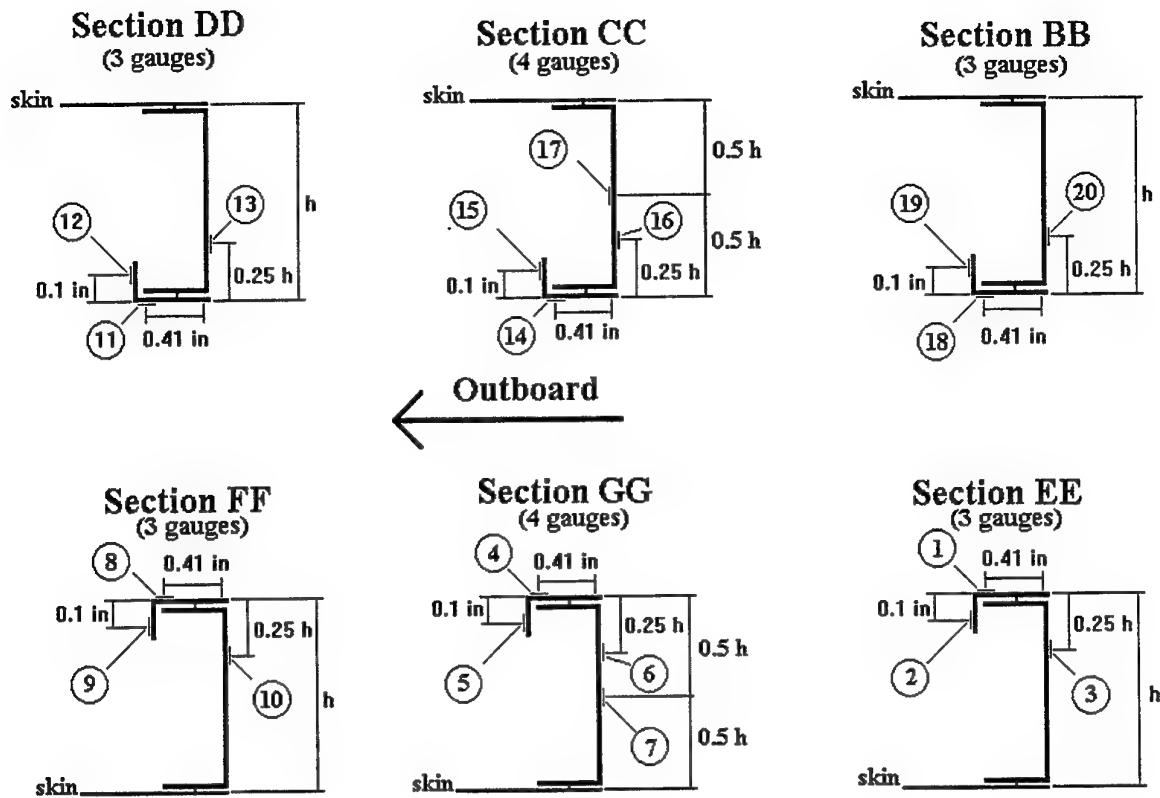 Section DD
(3 gauges)
skin
12
13
h
0.1 in
0.25 h
11
0.41 in
Section CC
(4 gauges)
skin
17
0.5 h
15
16
0.5 h
0.1 in
0.25 h
14
0.41 in
Section BB
(3 gauges)
skin
19
20
h
0.1 in
0.25 h
18
0.41 in
Outboard
Section FF
(3 gauges)
8
0.41 in
0.1 in
0.25 h
9
10
h
skin
Section GG
(4 gauges)
4
0.41 in
0.1 in
0.25 h
0.5 h
5
6
7
0.5 h
skin
Section EE
(3 gauges)
1
0.41 in
0.1 in
0.25 h
2
3
h
skin